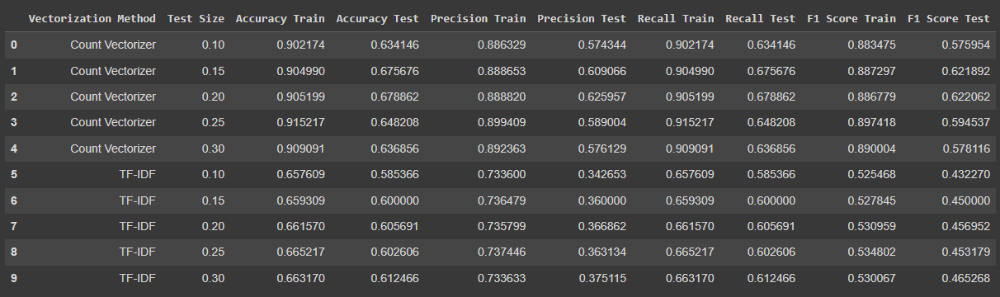 Vectorization Method Test Size Accuracy Train Accuracy Test Precision Train Precision Test Recall Train Recall Test F1 Score Train F1 Score Test
0 Count Vectorizer 0.10 0.902174 0.634146 0.886329 0.574344 0.902174 0.634146 0.883475 0.575954
1 Count Vectorizer 0.15 0.904990 0.675676 0.888653 0.609066 0.904990 0.675676 0.887297 0.621892
2 Count Vectorizer 0.20 0.905199 0.678862 0.888820 0.625957 0.905199 0.678862 0.886779 0.622062
3 Count Vectorizer 0.25 0.915217 0.648208 0.899409 0.589004 0.915217 0.648208 0.897418 0.594537
4 Count Vectorizer 0.30 0.909091 0.636856 0.892363 0.576129 0.909091 0.636856 0.890004 0.578116
5 TF-IDF 0.10 0.657609 0.585366 0.733600 0.342653 0.657609 0.585366 0.525468 0.432270
6 TF-IDF 0.15 0.659309 0.600000 0.736479 0.360000 0.659309 0.600000 0.527845 0.450000
7 TF-IDF 0.20 0.661570 0.605691 0.735799 0.366862 0.661570 0.605691 0.530959 0.456952
8 TF-IDF 0.25 0.665217 0.602606 0.737446 0.363134 0.665217 0.602606 0.534802 0.453179
9 TF-IDF 0.30 0.663170 0.612466 0.733633 0.375115 0.663170 0.612466 0.530067 0.465268